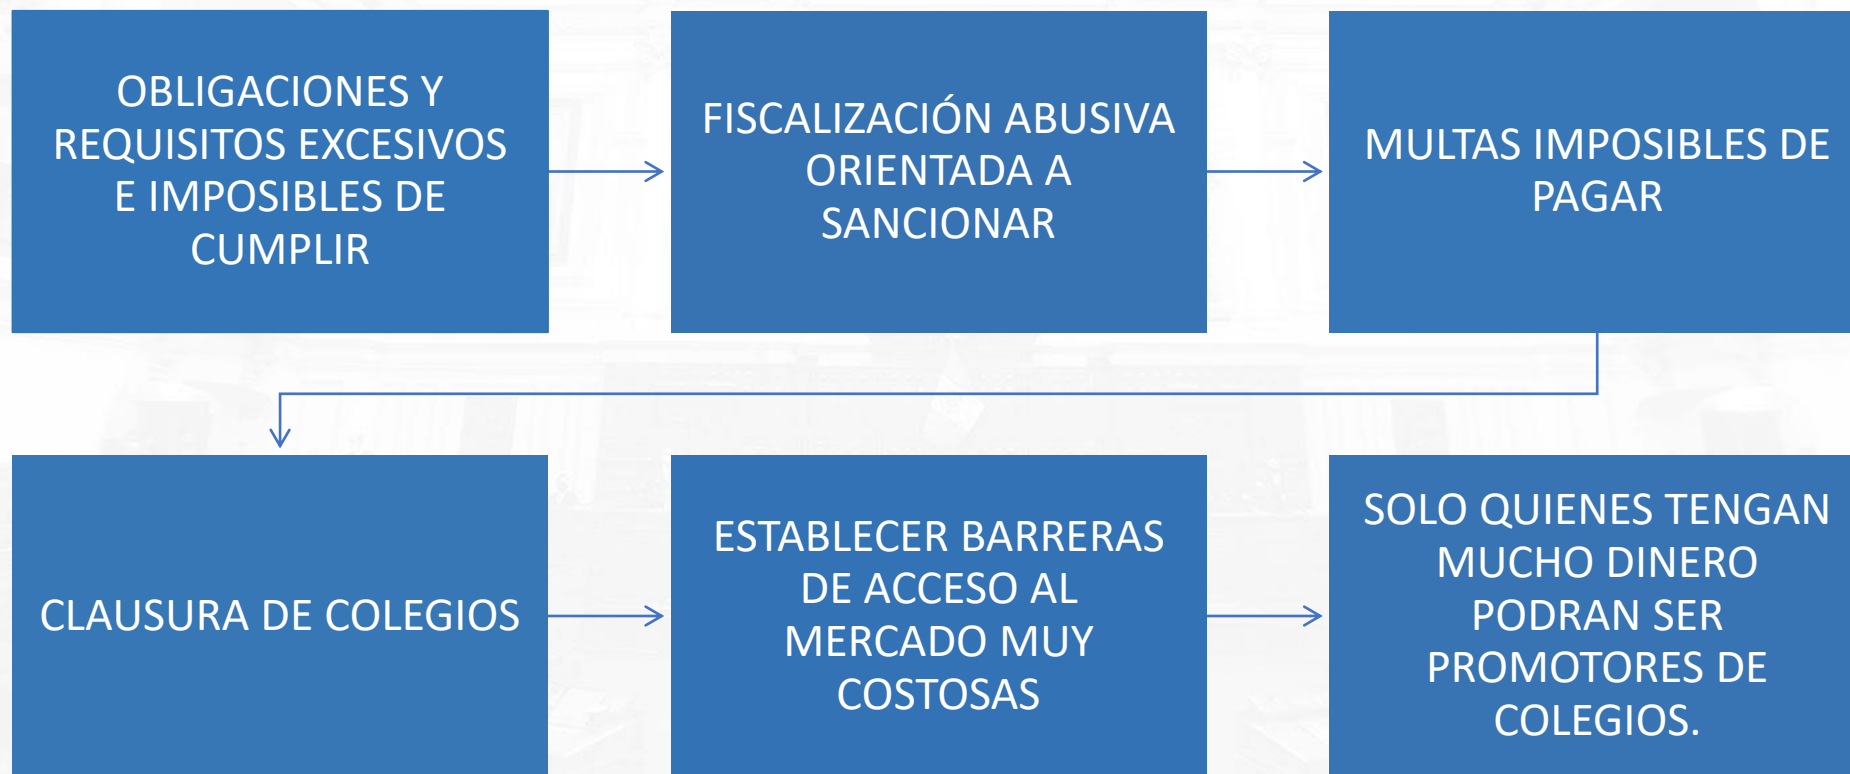 OBLIGACIONES Y
REQUISITOS EXCESIVOS
E IMPOSIBLES DE
CUMPLIR
FISCALIZACIÓN ABUSIVA
ORIENTADA A
SANCIONAR
MULTAS IMPOSIBLES DE
PAGAR
CLAUSURA DE COLEGIOS
ESTABLECER BARRERAS
DE ACCESO AL
MERCADO MUY
COSTOSAS
SOLO QUIENES TENGAN
MUCHO DINERO
PODRAN SER
PROMOTORES DE
COLEGIOS.